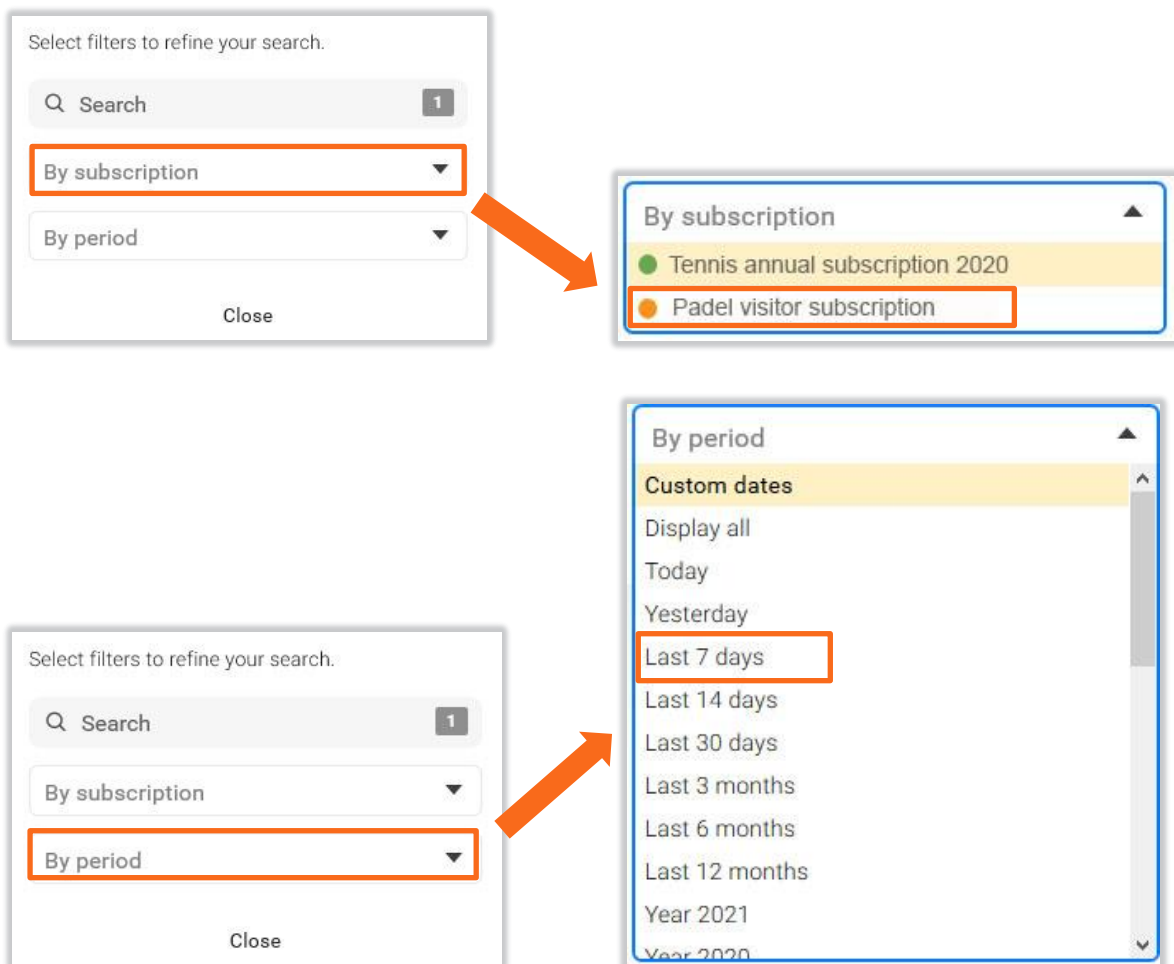 Select filters to refine your search.
Search 1
By subscription
By period
Close
By subscription
Tennis annual subscription 2020
Padel visitor subscription
By period
Custom dates
Display all
Today
Yesterday
Last 7 days
Last 14 days
Last 30 days
Last 3 months
Last 6 months
Last 12 months
Year 2021
Year 2020
Select filters to refine your search.
Search 1
By subscription
By period
Close